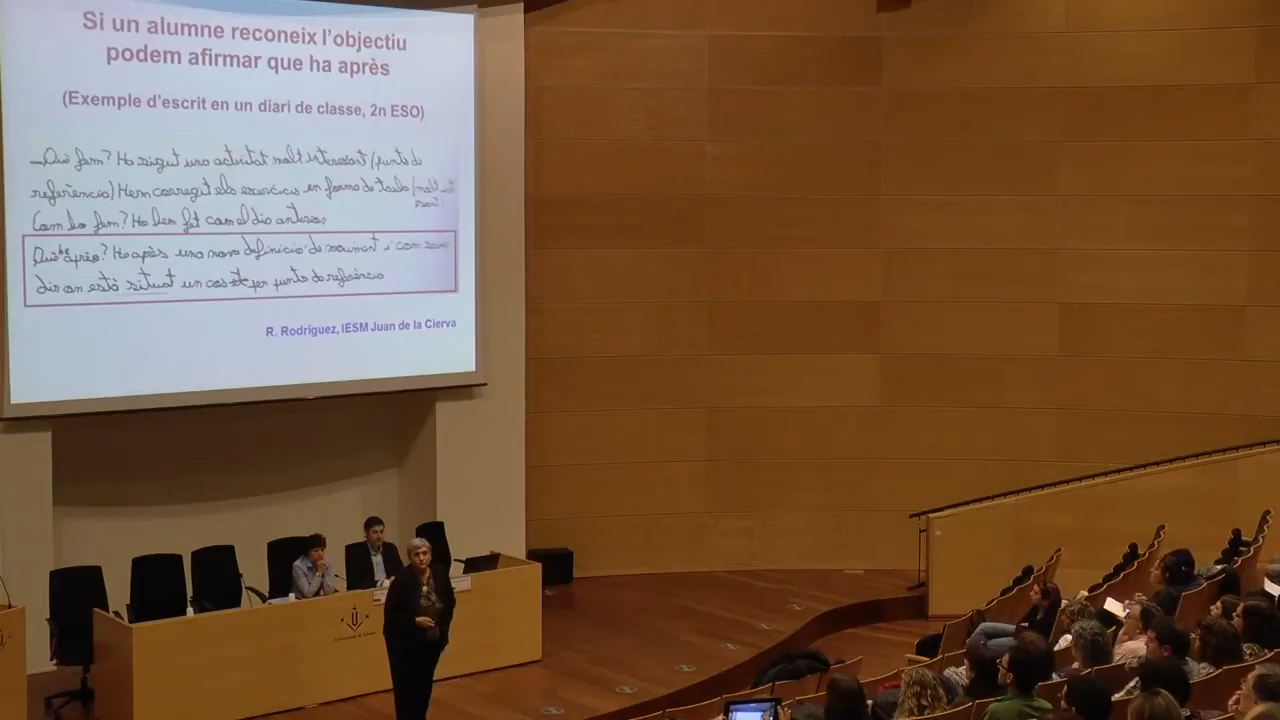 Si un alumne reconeix l'objectiu
podem afirmar que ha après
(Exemple d'escrit en un diari de classe, 2n ESO)
-Què fem? Ha sigut una activitat molt interesant (punts de
referència) Hem corregit els exercicis en forma de taula (molt
Com ho fem? Ho hem fet com el dia anterior
Què he après? He après una nova definició de moviment i com
dir on està situat un cos per punts de referència
R. Rodríguez, IESM Juan de la Cierva